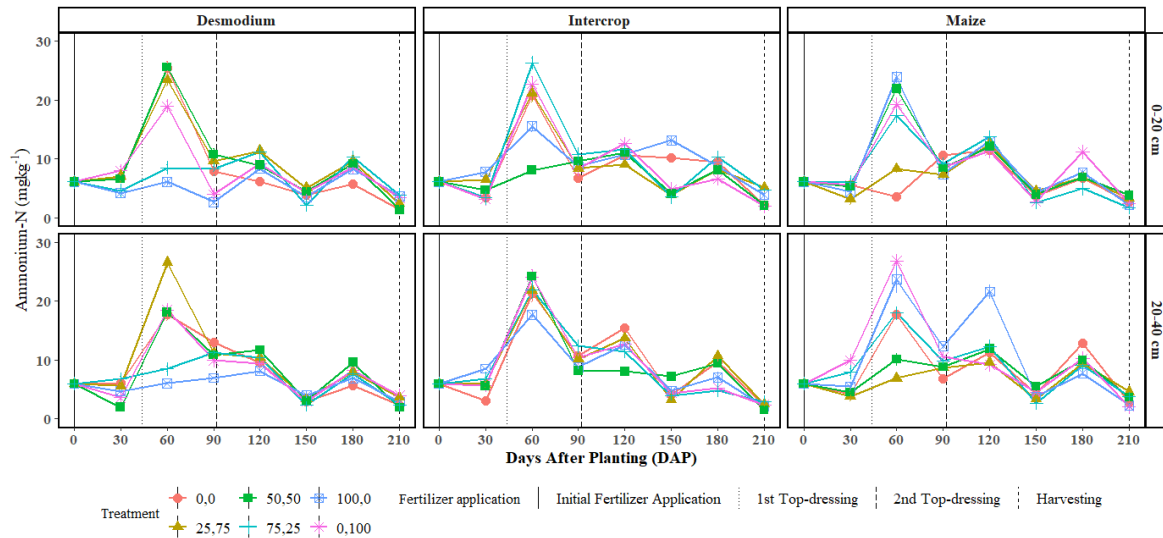 Desmodium
Intercrop
Maize
Ammonium-N (mgkg⁻¹)
30
20
10
0
0-20 cm
30
20
10
0
20-40 cm
0 30 60 90 120 150 180 210
0 30 60 90 120 150 180 210
0 30 60 90 120 150 180 210
Days After Planting (DAP)
Treatment
0,0
50,50
100,0
25,75
75,25
0,100
Fertilizer application
Initial Fertilizer Application
1st Top-dressing
2nd Top-dressing
Harvesting